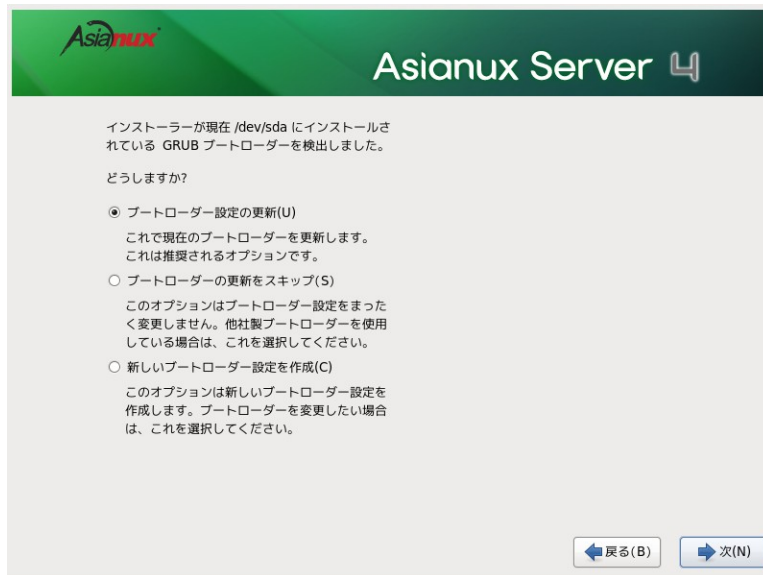 Asianux
Asianux Server 4
インストーラーが現在 /dev/sda にインストールさ
れている GRUB ブートローダーを検出しました。
どうしますか?
ブートローダー設定の更新(U)
これで現在のブートローダーを更新します。
これは推奨されるオプションです。
ブートローダーの更新をスキップ(S)
このオプションはブートローダー設定をまった
く変更しません。他社製ブートローダーを使用
している場合は、これを選択してください。
新しいブートローダー設定を作成(C)
このオプションは新しいブートローダー設定を
作成します。ブートローダーを変更したい場合
は、これを選択してください。
戻る(B) 次(N)